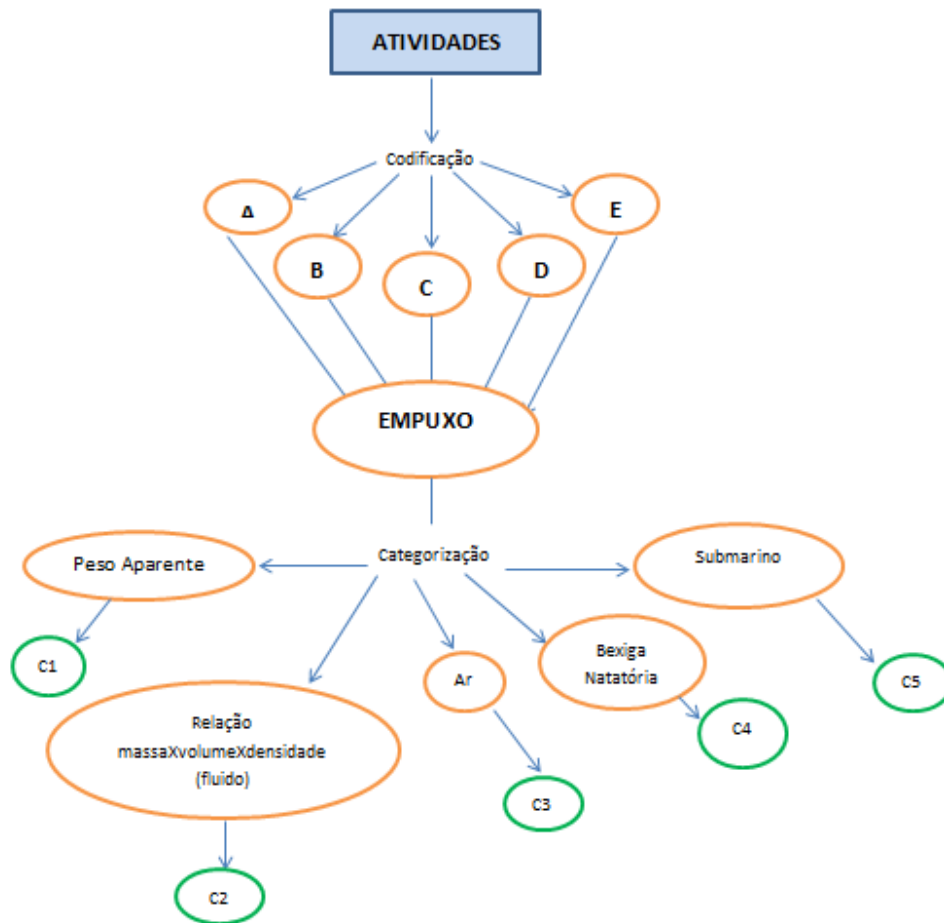 ATIVIDADES
Codificação
A
B
C
D
E
EMPUXO
Categorização
Peso Aparente
Submarino
Bexiga
Natatória
Ar
Relação
massaXvolumeXdensidade
(fluido)
C1
C5
C4
C3
C2